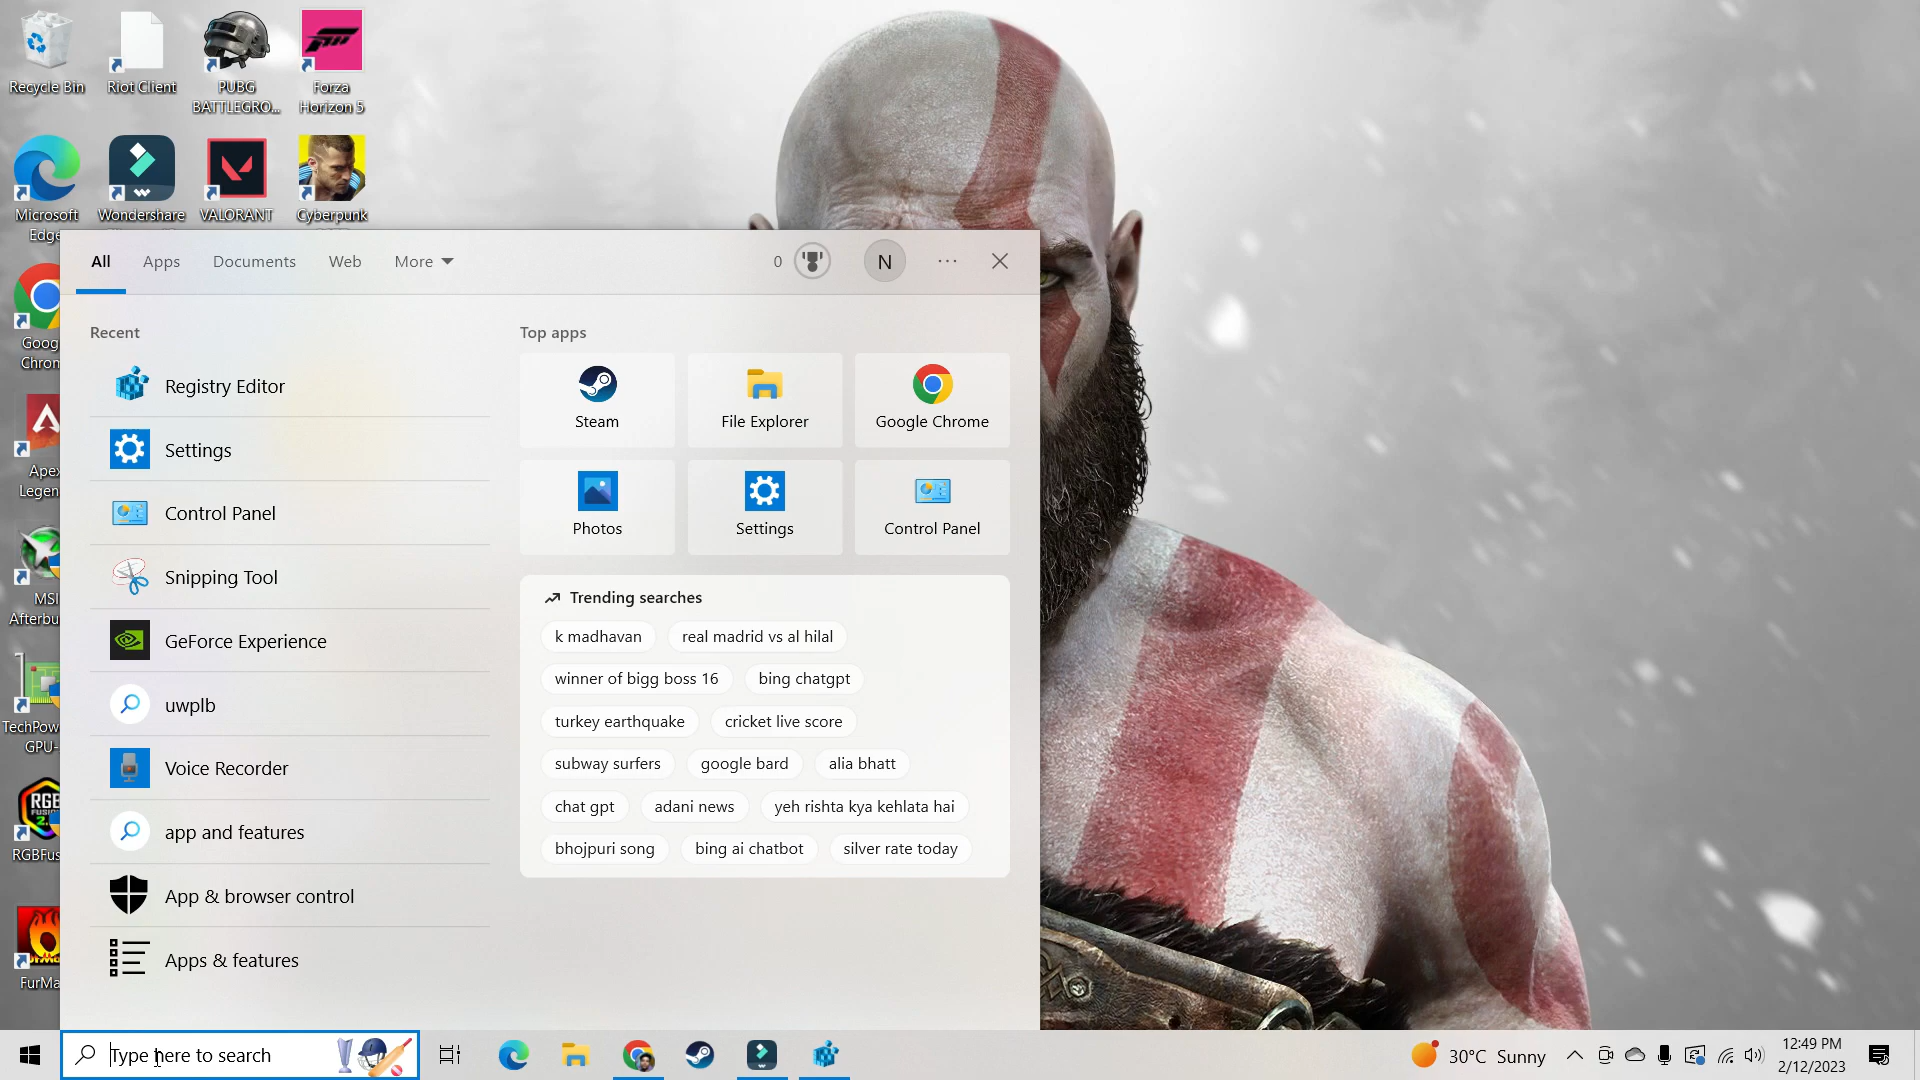 Recycle Bin
Riot Client
PUBG
BATTLEGRO...
Forza
Horizon 5
Microsoft
Edge
Wondershare
VALORANT
Cyberpunk
Goog
Chrom
Apex
Legen
MSI
Afterbu
TechPow
GPU-
RGB
RGBFus
FurMa
All
Apps
Documents
Web
More
0
N
Recent
Registry Editor
Settings
Control Panel
Snipping Tool
GeForce Experience
uwplb
Voice Recorder
app and features
App & browser control
Apps & features
Top apps
Steam
File Explorer
Google Chrome
Photos
Settings
Control Panel
Trending searches
k madhavan
real madrid vs al hilal
winner of bigg boss 16
bing chatgpt
turkey earthquake
cricket live score
subway surfers
google bard
alia bhatt
chat gpt
adani news
yeh rishta kya kehlata hai
bhojpuri song
bing ai chatbot
silver rate today
Type here to search
30°C Sunny
12:49 PM
2/12/2023